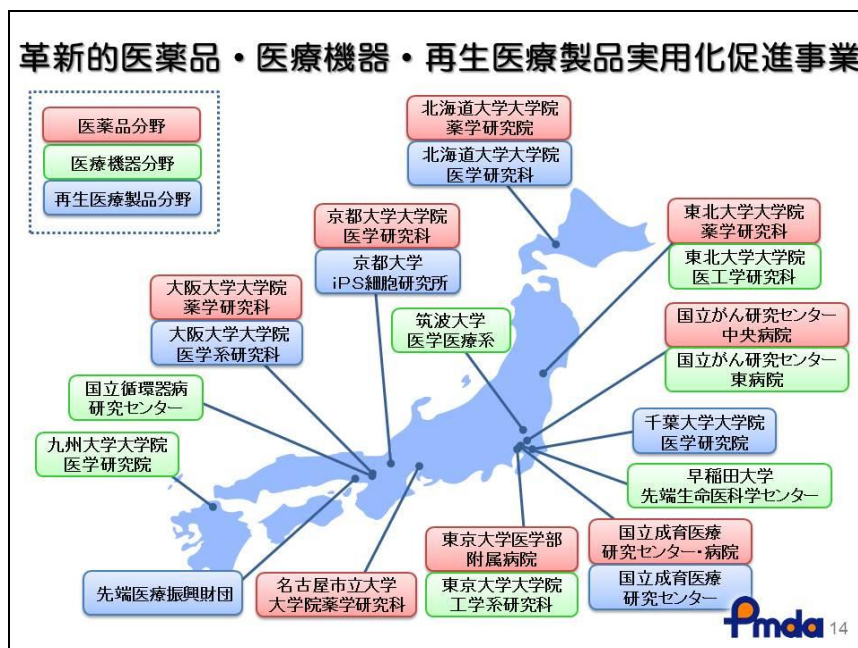 革新的医薬品・医療機器・再生医療製品実用化促進事業
医薬品分野
医療機器分野
再生医療製品分野
北海道大学大学院
薬学研究院
北海道大学大学院
医学研究科
京都大学大学院
医学研究科
京都大学
iPS細胞研究所
東北大学大学院
薬学研究科
東北大学大学院
医工学研究科
大阪大学大学院
薬学研究科
大阪大学大学院
医学系研究科
筑波大学
医学医療系
国立がん研究センター
中央病院
国立がん研究センター
東病院
国立循環器病
研究センター
九州大学大学院
医学研究院
千葉大学大学院
医学研究院
早稲田大学
先端生命医科学センター
先端医療振興財団
名古屋市立大学
大学院薬学研究科
東京大学医学部
附属病院
東京大学大学院
工学系研究科
国立成育医療
研究センター・病院
国立成育医療
研究センター
Pmda
14